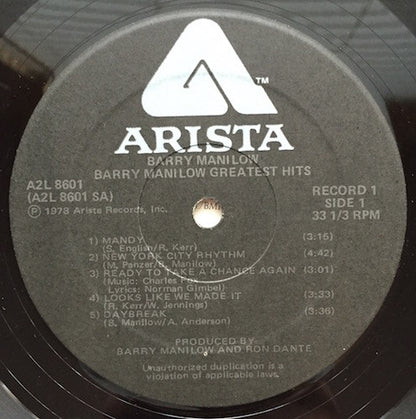 TM
ARISTA
BARRY MANILOW
BARRY MANILOW GREATEST HITS
A2L 8601
(A2L 8601 SA)
℗ 1978 Arista Records, Inc.
RECORD 1
SIDE 1
33 1/3 RPM
1) MANDY (3:15)
(S. English/R. Kerr)
2) NEW YORK CITY RHYTHM (4:42)
(M. Panzer/B. Manilow)
3) READY TO TAKE A CHANCE AGAIN (3:01)
(Music: Charles Fox
Lyrics: Norman Gimbel)
4) LOOKS LIKE WE MADE IT (3:33)
(R. Kerr/W. Jennings)
5) DAYBREAK (3:36)
(B. Manilow/A. Anderson)
PRODUCED BY
BARRY MANILOW AND RON DANTE
Unauthorized duplication is a
violation of applicable laws.